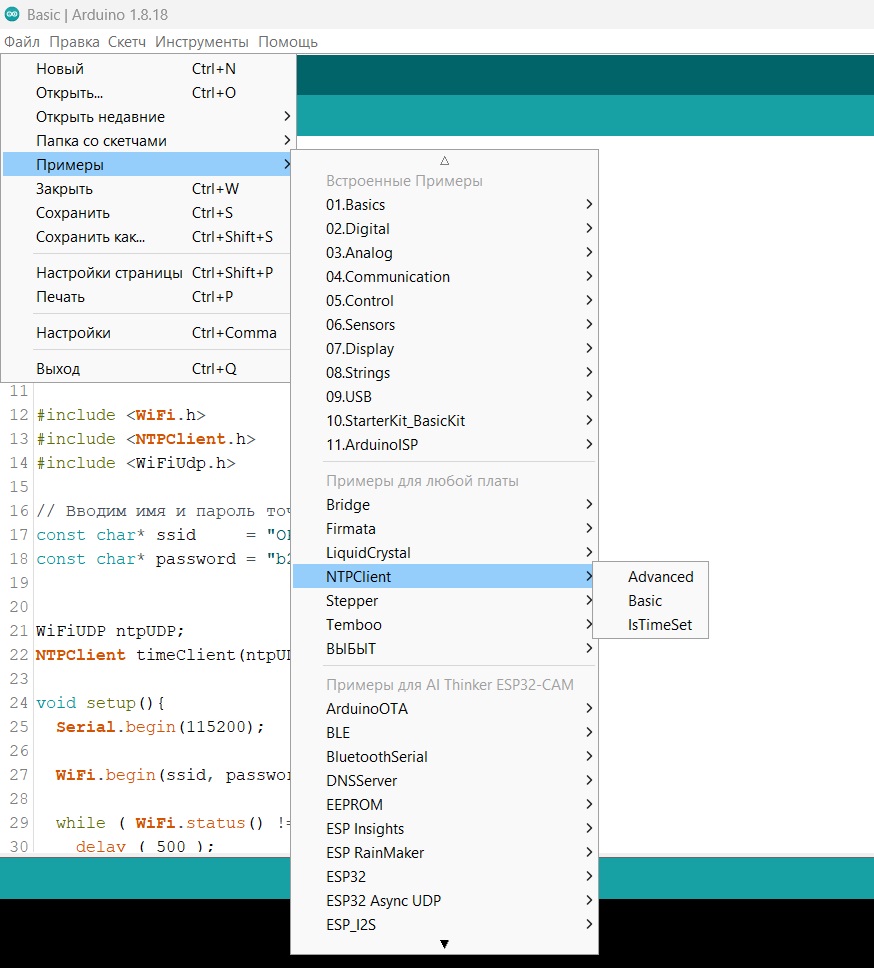 Basic | Arduino 1.8.18
Файл Правка Скетч Инструменты Помощь
Новый Ctrl+N
Открыть... Ctrl+O
Открыть недавние
Папка со скетчами
Примеры
Закрыть Ctrl+W
Сохранить Ctrl+S
Сохранить как... Ctrl+Shift+S
Настройки страницы Ctrl+Shift+P
Печать Ctrl+P
Настройки Ctrl+Comma
Выход Ctrl+Q
Встроенные Примеры
01.Basics
02.Digital
03.Analog
04.Communication
05.Control
06.Sensors
07.Display
08.Strings
09.USB
10.StarterKit_BasicKit
11.ArduinoISP
Примеры для любой платы
Bridge
Firmata
LiquidCrystal
NTPClient
Stepper
Temboo
ВЫБЫТ
Примеры для AI Thinker ESP32-CAM
ArduinoOTA
BLE
BluetoothSerial
DNSServer
EEPROM
ESP Insights
ESP RainMaker
ESP32
ESP32 Async UDP
ESP_I2S
Advanced
Basic
IsTimeSet
11
12 #include <WiFi.h>
13 #include <NTPClient.h>
14 #include <WiFiUdp.h>
15
16 // Вводим имя и пароль точ
17 const char* ssid     = "
18 const char* password = "b2
19
20
21 WiFiUDP ntpUDP;
22 NTPClient timeClient(ntpUD
23
24 void setup(){
25   Serial.begin(115200);
26
27   WiFi.begin(ssid, passwor
28
29   while ( WiFi.status() !=
30     delay ( 500 );